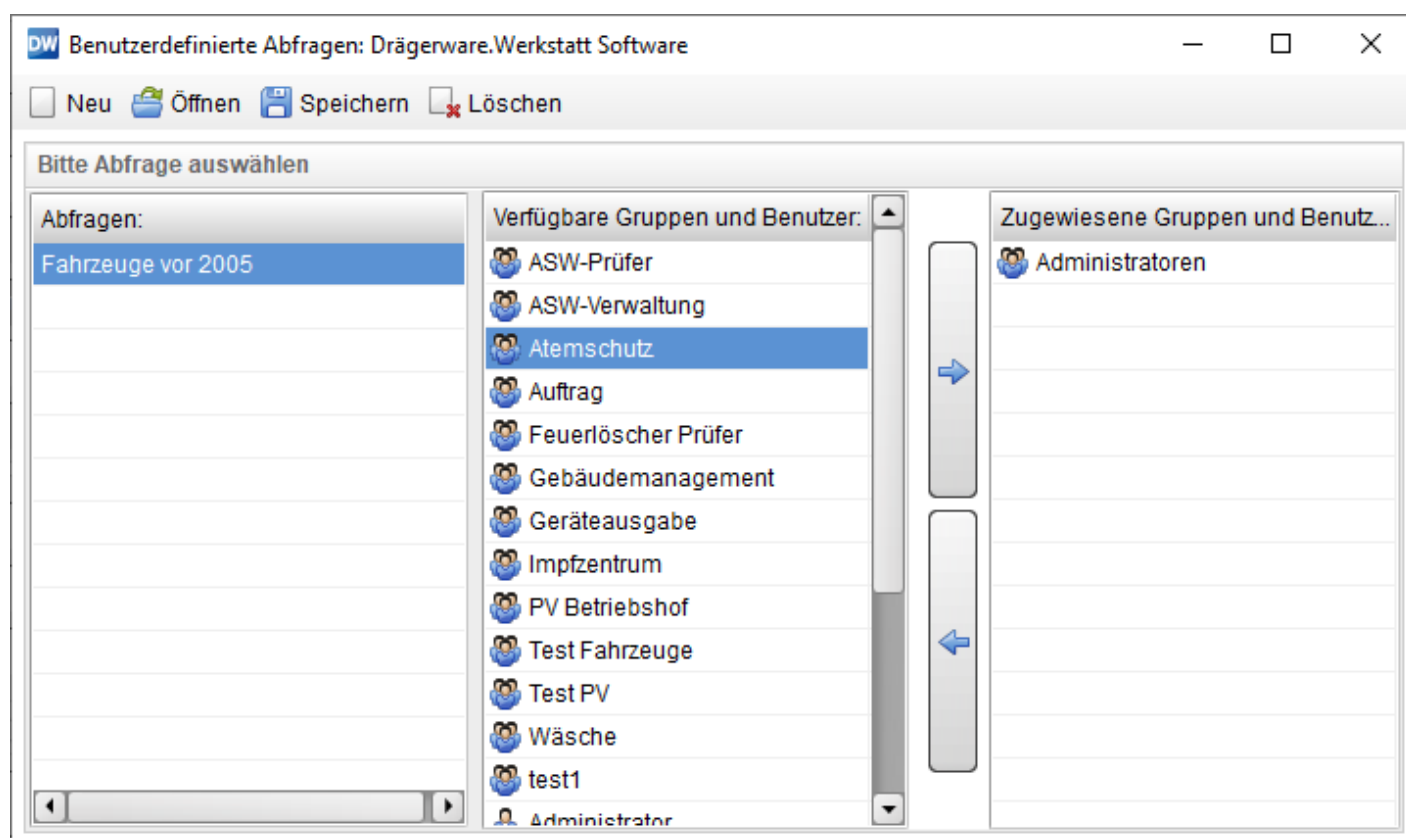 DW Benutzerdefinierte Abfragen: Drägerware.Werkstatt Software
Neu Öffnen Speichern Löschen
Bitte Abfrage auswählen
Abfragen:
Fahrzeuge vor 2005
Verfügbare Gruppen und Benutzer:
ASW-Prüfer
ASW-Verwaltung
Atemschutz
Auftrag
Feuerlöscher Prüfer
Gebäudemanagement
Geräteausgabe
Impfzentrum
PV Betriebshof
Test Fahrzeuge
Test PV
Wäsche
test1
Administrator
Zugewiesene Gruppen und Benutz...
Administratoren